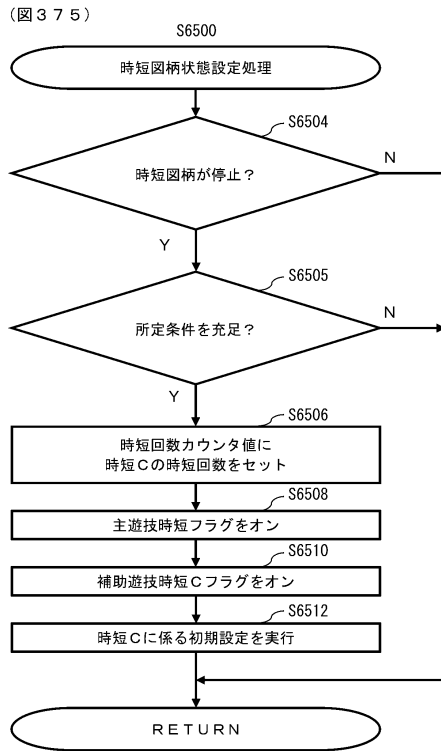 (図３７５)
S6500
時短図柄状態設定処理
S6504
時短図柄が停止？
N
Y
S6505
所定条件を充足？
N
Y
S6506
時短回数カウンタ値に
時短Cの時短回数をセット
S6508
主遊技時短フラグをオン
S6510
補助遊技時短Cフラグをオン
S6512
時短Cに係る初期設定を実行
RETURN